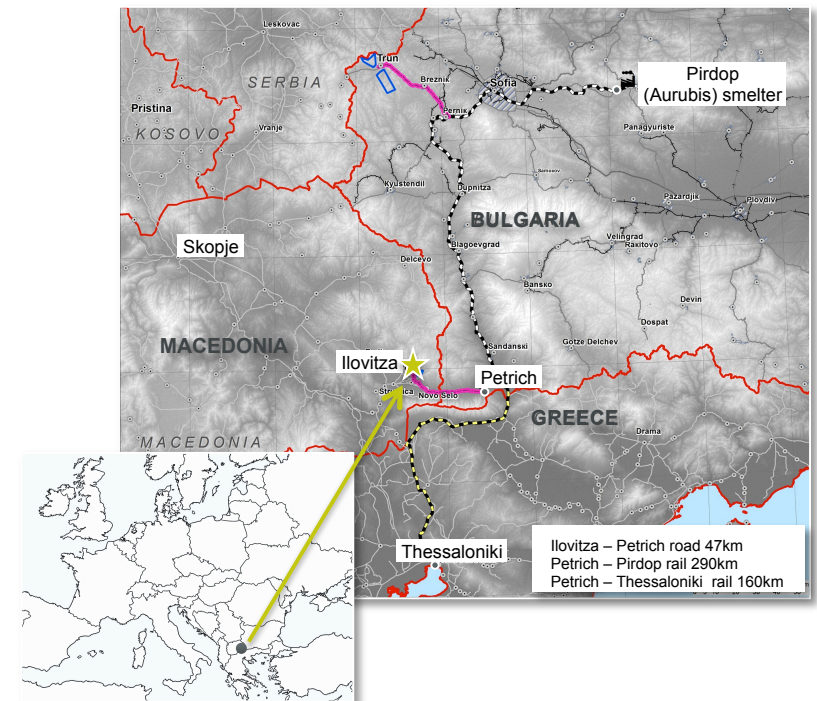 Leskovac
Trun
SERBIA
Breznik
Sofia
Pirdop
(Aurubis) smelter
Pristina
Pernik
KOSOVO
Vranje
Panagyuriste
Samokov
Kyustendil
Dupnitza
Pazardjik
Plovdiv
BULGARIA
Skopje
Blagoevgrad
Velingrad
Rakitovo
Delcevo
Bansko
Devin
Dospat
MACEDONIA
Sandanski
Gotze Delchev
Ilovitza
Petrich
Novo Selo
GREECE
Drama
MACEDONIA
Thessaloniki
Ilovitza – Petrich road 47km
Petrich – Pirdop rail 290km
Petrich – Thessaloniki rail 160km